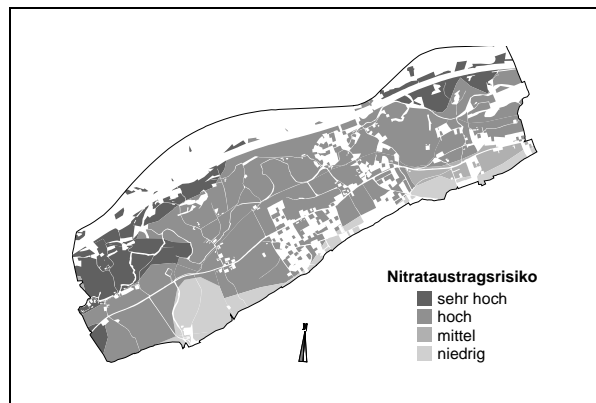 Nitrataustragsrisiko
sehr hoch
hoch
mittel
niedrig